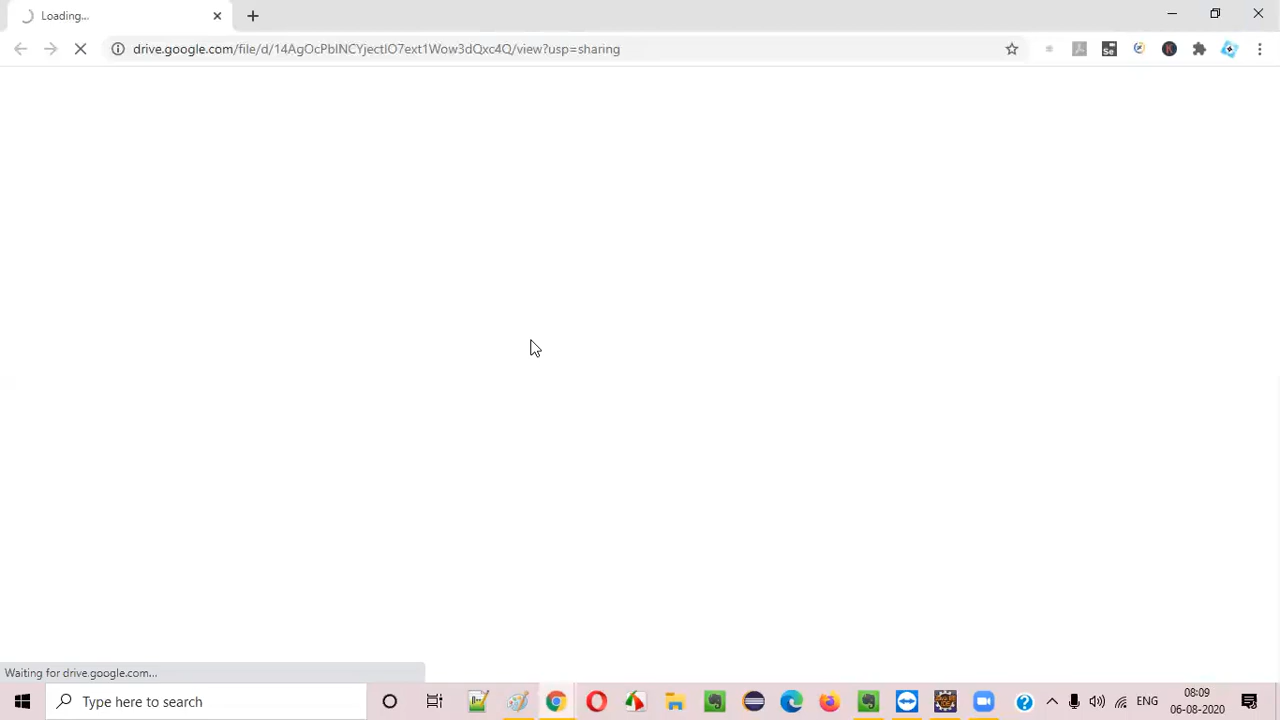 Loading...
drive.google.com/file/d/14AgOcPbINCYjectIO7ext1Wow3dQxc4Q/view?usp=sharing
Se
K
Waiting for drive.google.com...
Type here to search
ENG
08:09
06-08-2020